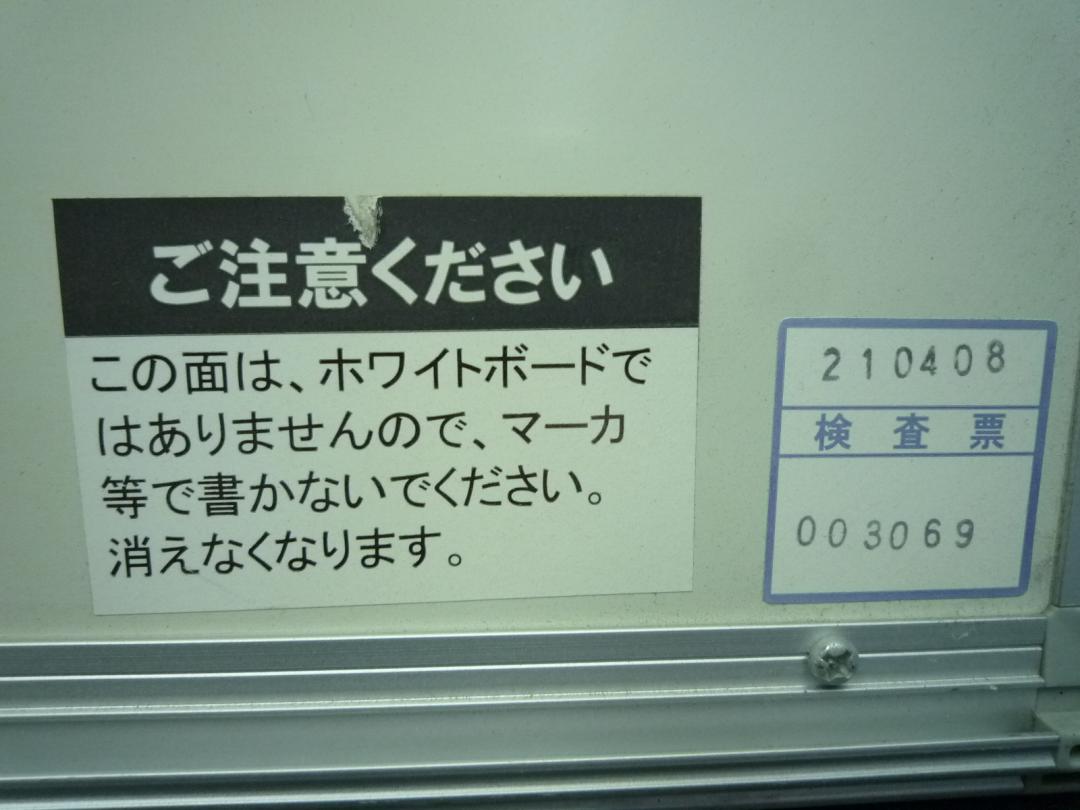 ご注意ください
この面は、ホワイトボードで
はありませんので、マーカ
等で書かないでください。
消えなくなります。
210408
検査票
003069